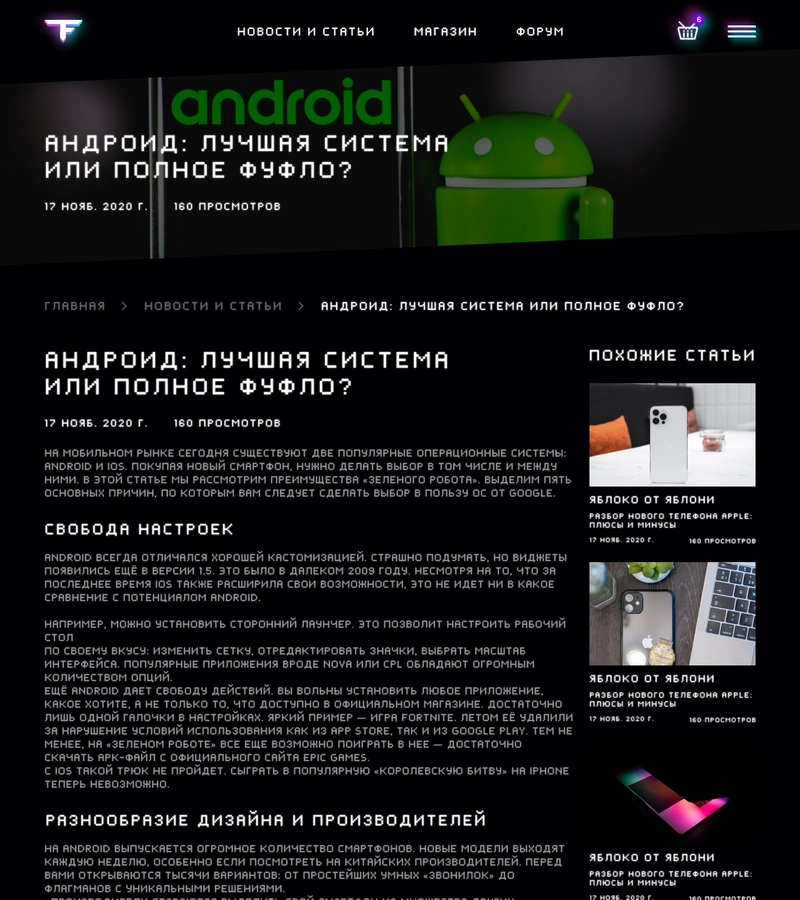 TF
НОВОСТИ И СТАТЬИ МАГАЗИН ФОРУМ 6
android
АНДРОИД: ЛУЧШАЯ СИСТЕМА
ИЛИ ПОЛНОЕ ФУФЛО?
17 НОЯБ. 2020 Г. 160 ПРОСМОТРОВ
ГЛАВНАЯ > НОВОСТИ И СТАТЬИ > АНДРОИД: ЛУЧШАЯ СИСТЕМА ИЛИ ПОЛНОЕ ФУФЛО?
АНДРОИД: ЛУЧШАЯ СИСТЕМА
ИЛИ ПОЛНОЕ ФУФЛО?
17 НОЯБ. 2020 Г. 160 ПРОСМОТРОВ
НА МОБИЛЬНОМ РЫНКЕ СЕГОДНЯ СУЩЕСТВУЮТ ДВЕ ПОПУЛЯРНЫЕ ОПЕРАЦИОННЫЕ СИСТЕМЫ:
ANDROID И IOS. ПОКУПАЯ НОВЫЙ СМАРТФОН, НУЖНО ДЕЛАТЬ ВЫБОР В ТОМ ЧИСЛЕ И МЕЖДУ
НИМИ. В ЭТОЙ СТАТЬЕ МЫ РАССМОТРИМ ПРЕИМУЩЕСТВА «ЗЕЛЕНОГО РОБОТА». ВЫДЕЛИМ ПЯТЬ
ОСНОВНЫХ ПРИЧИН, ПО КОТОРЫМ ВАМ СЛЕДУЕТ СДЕЛАТЬ ВЫБОР В ПОЛЬЗУ ОС ОТ GOOGLE.
СВОБОДА НАСТРОЕК
ANDROID ВСЕГДА ОТЛИЧАЛСЯ ХОРОШЕЙ КАСТОМИЗАЦИЕЙ. СТРАШНО ПОДУМАТЬ, НО ВИДЖЕТЫ
ПОЯВИЛИСЬ ЕЩЁ В ВЕРСИИ 1.5. ЭТО БЫЛО В ДАЛЕКОМ 2009 ГОДУ. НЕСМОТРЯ НА ТО, ЧТО ЗА
ПОСЛЕДНЕЕ ВРЕМЯ IOS ТАКЖЕ РАСШИРИЛА СВОИ ВОЗМОЖНОСТИ, ЭТО НЕ ИДЕТ НИ В КАКОЕ
СРАВНЕНИЕ С ПОТЕНЦИАЛОМ ANDROID.
НАПРИМЕР, МОЖНО УСТАНОВИТЬ СТОРОННИЙ ЛАУНЧЕР. ЭТО ПОЗВОЛИТ НАСТРОИТЬ РАБОЧИЙ
СТОЛ
ПО СВОЕМУ ВКУСУ: ИЗМЕНИТЬ СЕТКУ, ОТРЕДАКТИРОВАТЬ ЗНАЧКИ, ВЫБРАТЬ МАСШТАБ
ИНТЕРФЕЙСА. ПОПУЛЯРНЫЕ ПРИЛОЖЕНИЯ ВРОДЕ NOVA ИЛИ CPL ОБЛАДАЮТ ОГРОМНЫМ
КОЛИЧЕСТВОМ ОПЦИЙ.
ЕЩЁ ANDROID ДАЕТ СВОБОДУ ДЕЙСТВИЙ. ВЫ ВОЛЬНЫ УСТАНОВИТЬ ЛЮБОЕ ПРИЛОЖЕНИЕ,
КАКОЕ ХОТИТЕ, А НЕ ТОЛЬКО ТО, ЧТО ДОСТУПНО В ОФИЦИАЛЬНОМ МАГАЗИНЕ. ДОСТАТОЧНО
ЛИШЬ ОДНОЙ ГАЛОЧКИ В НАСТРОЙКАХ. ЯРКИЙ ПРИМЕР — ИГРА FORTNITE. ЛЕТОМ ЕЁ УДАЛИЛИ
ЗА НАРУШЕНИЕ УСЛОВИЙ ИСПОЛЬЗОВАНИЯ КАК ИЗ APP STORE, ТАК И ИЗ GOOGLE PLAY. ТЕМ НЕ
МЕНЕЕ, НА «ЗЕЛЕНОМ РОБОТЕ» ВСЕ ЕЩЕ ВОЗМОЖНО ПОИГРАТЬ В НЕЕ — ДОСТАТОЧНО
СКАЧАТЬ APK-ФАЙЛ С ОФИЦИАЛЬНОГО САЙТА EPIC GAMES.
С IOS ТАКОЙ ТРЮК НЕ ПРОЙДЕТ. СЫГРАТЬ В ПОПУЛЯРНУЮ «КОРОЛЕВСКУЮ БИТВУ» НА IPHONE
ТЕПЕРЬ НЕВОЗМОЖНО.
РАЗНООБРАЗИЕ ДИЗАЙНА И ПРОИЗВОДИТЕЛЕЙ
НА ANDROID ВЫПУСКАЕТСЯ ОГРОМНОЕ КОЛИЧЕСТВО СМАРТФОНОВ. НОВЫЕ МОДЕЛИ ВЫХОДЯТ
КАЖДУЮ НЕДЕЛЮ, ОСОБЕННО ЕСЛИ ПОСМОТРЕТЬ НА КИТАЙСКИХ ПРОИЗВОДИТЕЛЕЙ. ПЕРЕД
ВАМИ ОТКРЫВАЮТСЯ ТЫСЯЧИ ВАРИАНТОВ: ОТ ПРОСТЕЙШИХ УМНЫХ «ЗВОНИЛОК» ДО
ФЛАГМАНОВ С УНИКАЛЬНЫМИ РЕШЕНИЯМИ.
ПОХОЖИЕ СТАТЬИ
ЯБЛОКО ОТ ЯБЛОНИ
РАЗБОР НОВОГО ТЕЛЕФОНА APPLE:
ПЛЮСЫ И МИНУСЫ
17 НОЯБ. 2020 Г. 160 ПРОСМОТРОВ
ЯБЛОКО ОТ ЯБЛОНИ
РАЗБОР НОВОГО ТЕЛЕФОНА APPLE:
ПЛЮСЫ И МИНУСЫ
17 НОЯБ. 2020 Г. 160 ПРОСМОТРОВ
ЯБЛОКО ОТ ЯБЛОНИ
РАЗБОР НОВОГО ТЕЛЕФОНА APPLE:
ПЛЮСЫ И МИНУСЫ
17 НОЯБ. 2020 Г. 160 ПРОСМОТРОВ